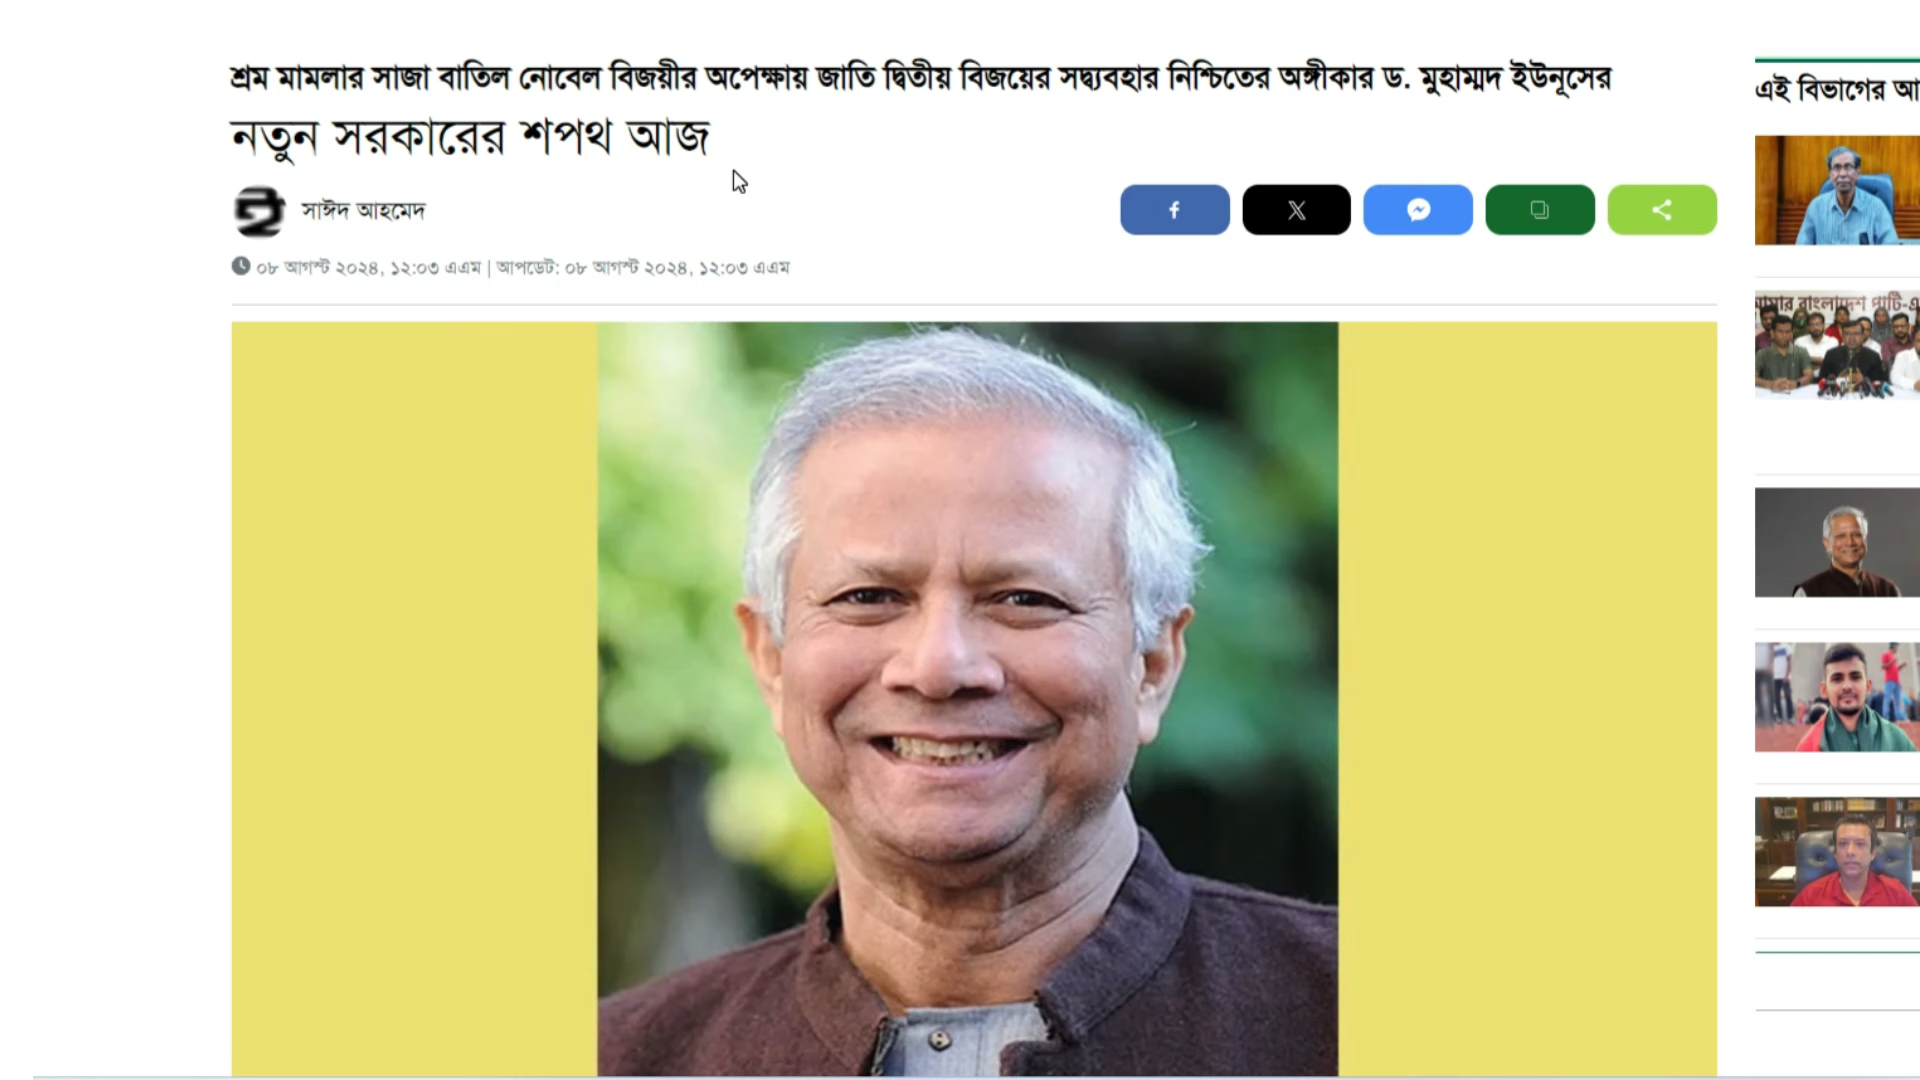 শ্রম মামলার সাজা বাতিল নোবেল বিজয়ীর অপেক্ষায় জাতি দ্বিতীয় বিজয়ের সদ্ব্যবহার নিশ্চিতের অঙ্গীকার ড. মুহাম্মদ ইউনূসের
নতুন সরকারের শপথ আজ
সাঈদ আহমেদ
০৮ আগস্ট ২০২৪, ১২:০৩ এএম | আপডেট: ০৮ আগস্ট ২০২৪, ১২:০৩ এএম
এই বিভাগের আ
আমার বাংলাদেশ পার্টি-এ